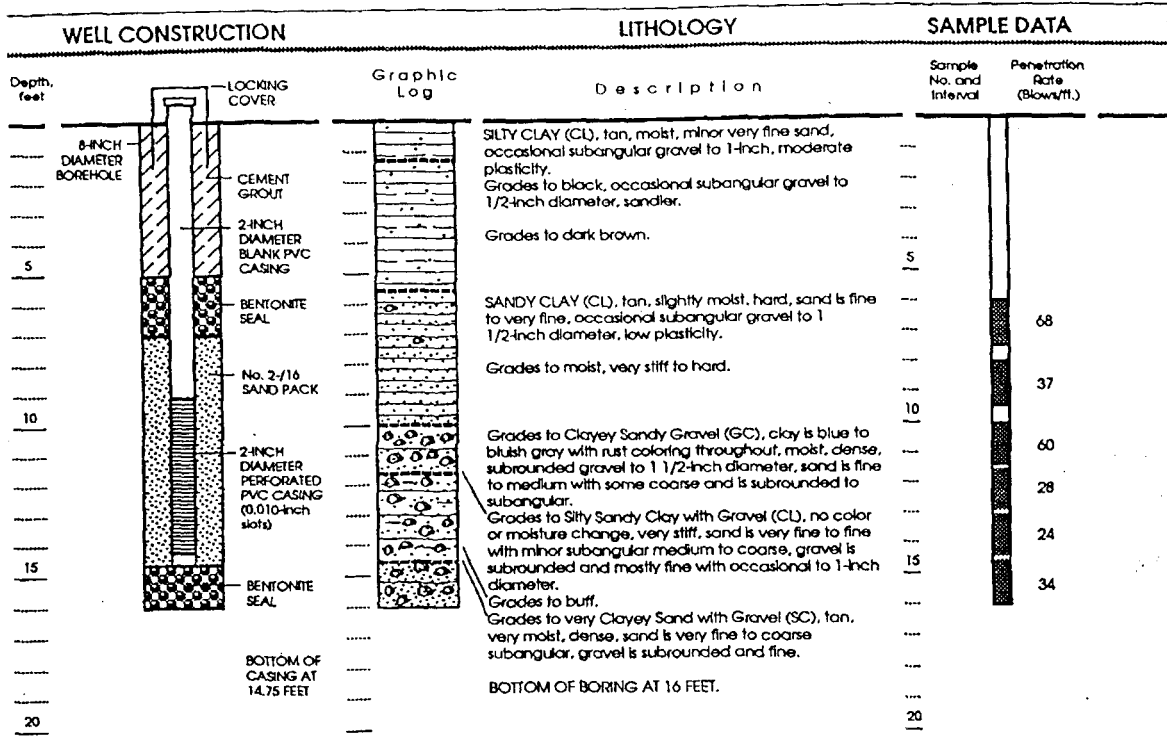 WELL CONSTRUCTION
LITHOLOGY
SAMPLE DATA
Depth,
feet
LOCKING
COVER
Graphic
Log
Description
Sample
No. and
Interval
Penetration
Rate
(Blows/ft.)
8-INCH
DIAMETER
BOREHOLE
CEMENT
GROUT
2-INCH
DIAMETER
BLANK PVC
CASING
5
BENTONITE
SEAL
No. 2-/16
SAND PACK
10
2-INCH
DIAMETER
PERFORATED
PVC CASING
(0.010-inch
slots)
15
BENTONITE
SEAL
BOTTOM OF
CASING AT
14.75 FEET
20
SILTY CLAY (CL), tan, moist, minor very fine sand,
occasional subangular gravel to 1-inch, moderate
plasticity.
Grades to black, occasional subangular gravel to
1/2-inch diameter, sandier.
Grades to dark brown.
SANDY CLAY (CL), tan, slightly moist, hard, sand is fine
to very fine, occasional subangular gravel to 1
1/2-inch diameter, low plasticity.
Grades to moist, very stiff to hard.
Grades to Clayey Sandy Gravel (GC), clay is blue to
bluish gray with rust coloring throughout, moist, dense,
subrounded gravel to 1 1/2-inch diameter, sand is fine
to medium with some coarse and is subrounded to
subangular.
Grades to Silty Sandy Clay with Gravel (CL), no color
or moisture change, very stiff, sand is very fine to fine
with minor subangular medium to coarse, gravel is
subrounded and mostly fine with occasional to 1-inch
diameter.
Grades to buff.
Grades to very Clayey Sand with Gravel (SC), tan,
very moist, dense, sand is very fine to coarse
subangular, gravel is subrounded and fine.
BOTTOM OF BORING AT 16 FEET.
5
68
37
10
60
28
24
15
34
20